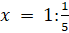 x = 1:1/5